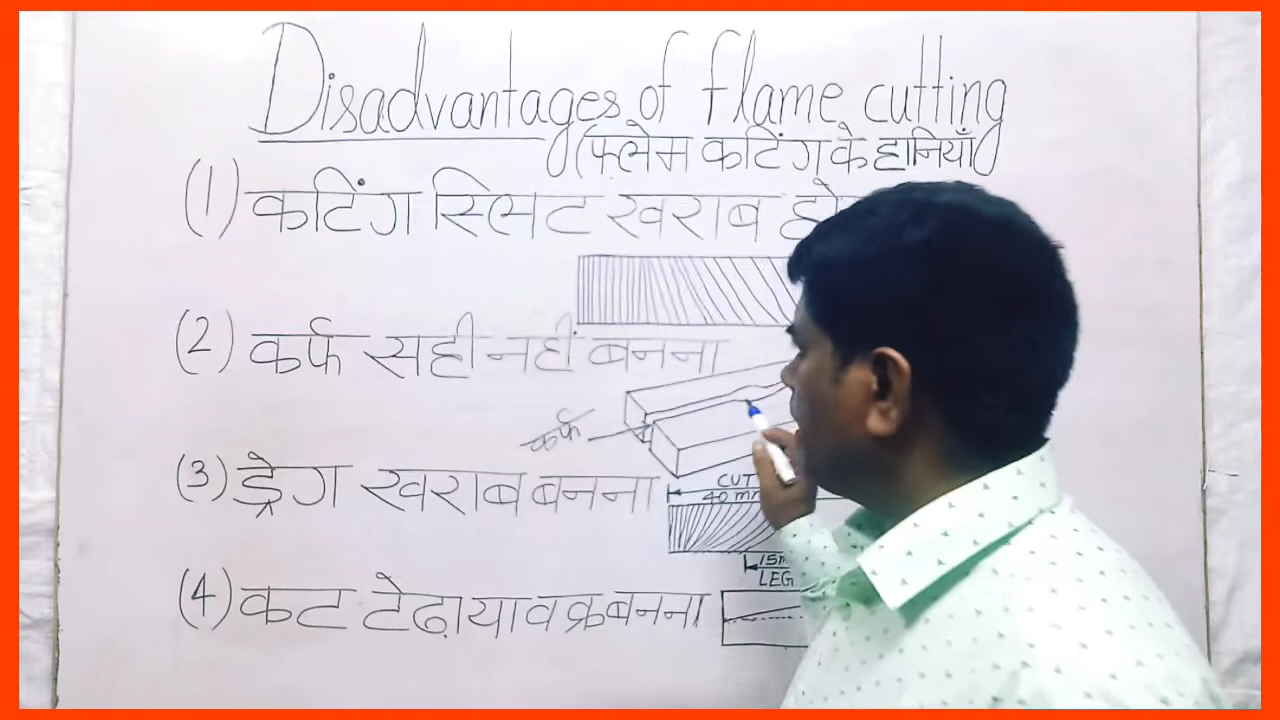 Disadvantages of flame cutting
(फ्लेम कटिंग के हानियाँ)
(1) कटिंग स्लिट खराब
(2) कर्फ सही नहीं बनना
कर्फ
(3) ड्रेग खराब बनना
CUT
40 mm
15m
LEG
(4) कट टेढ़ा या वक्र बनना